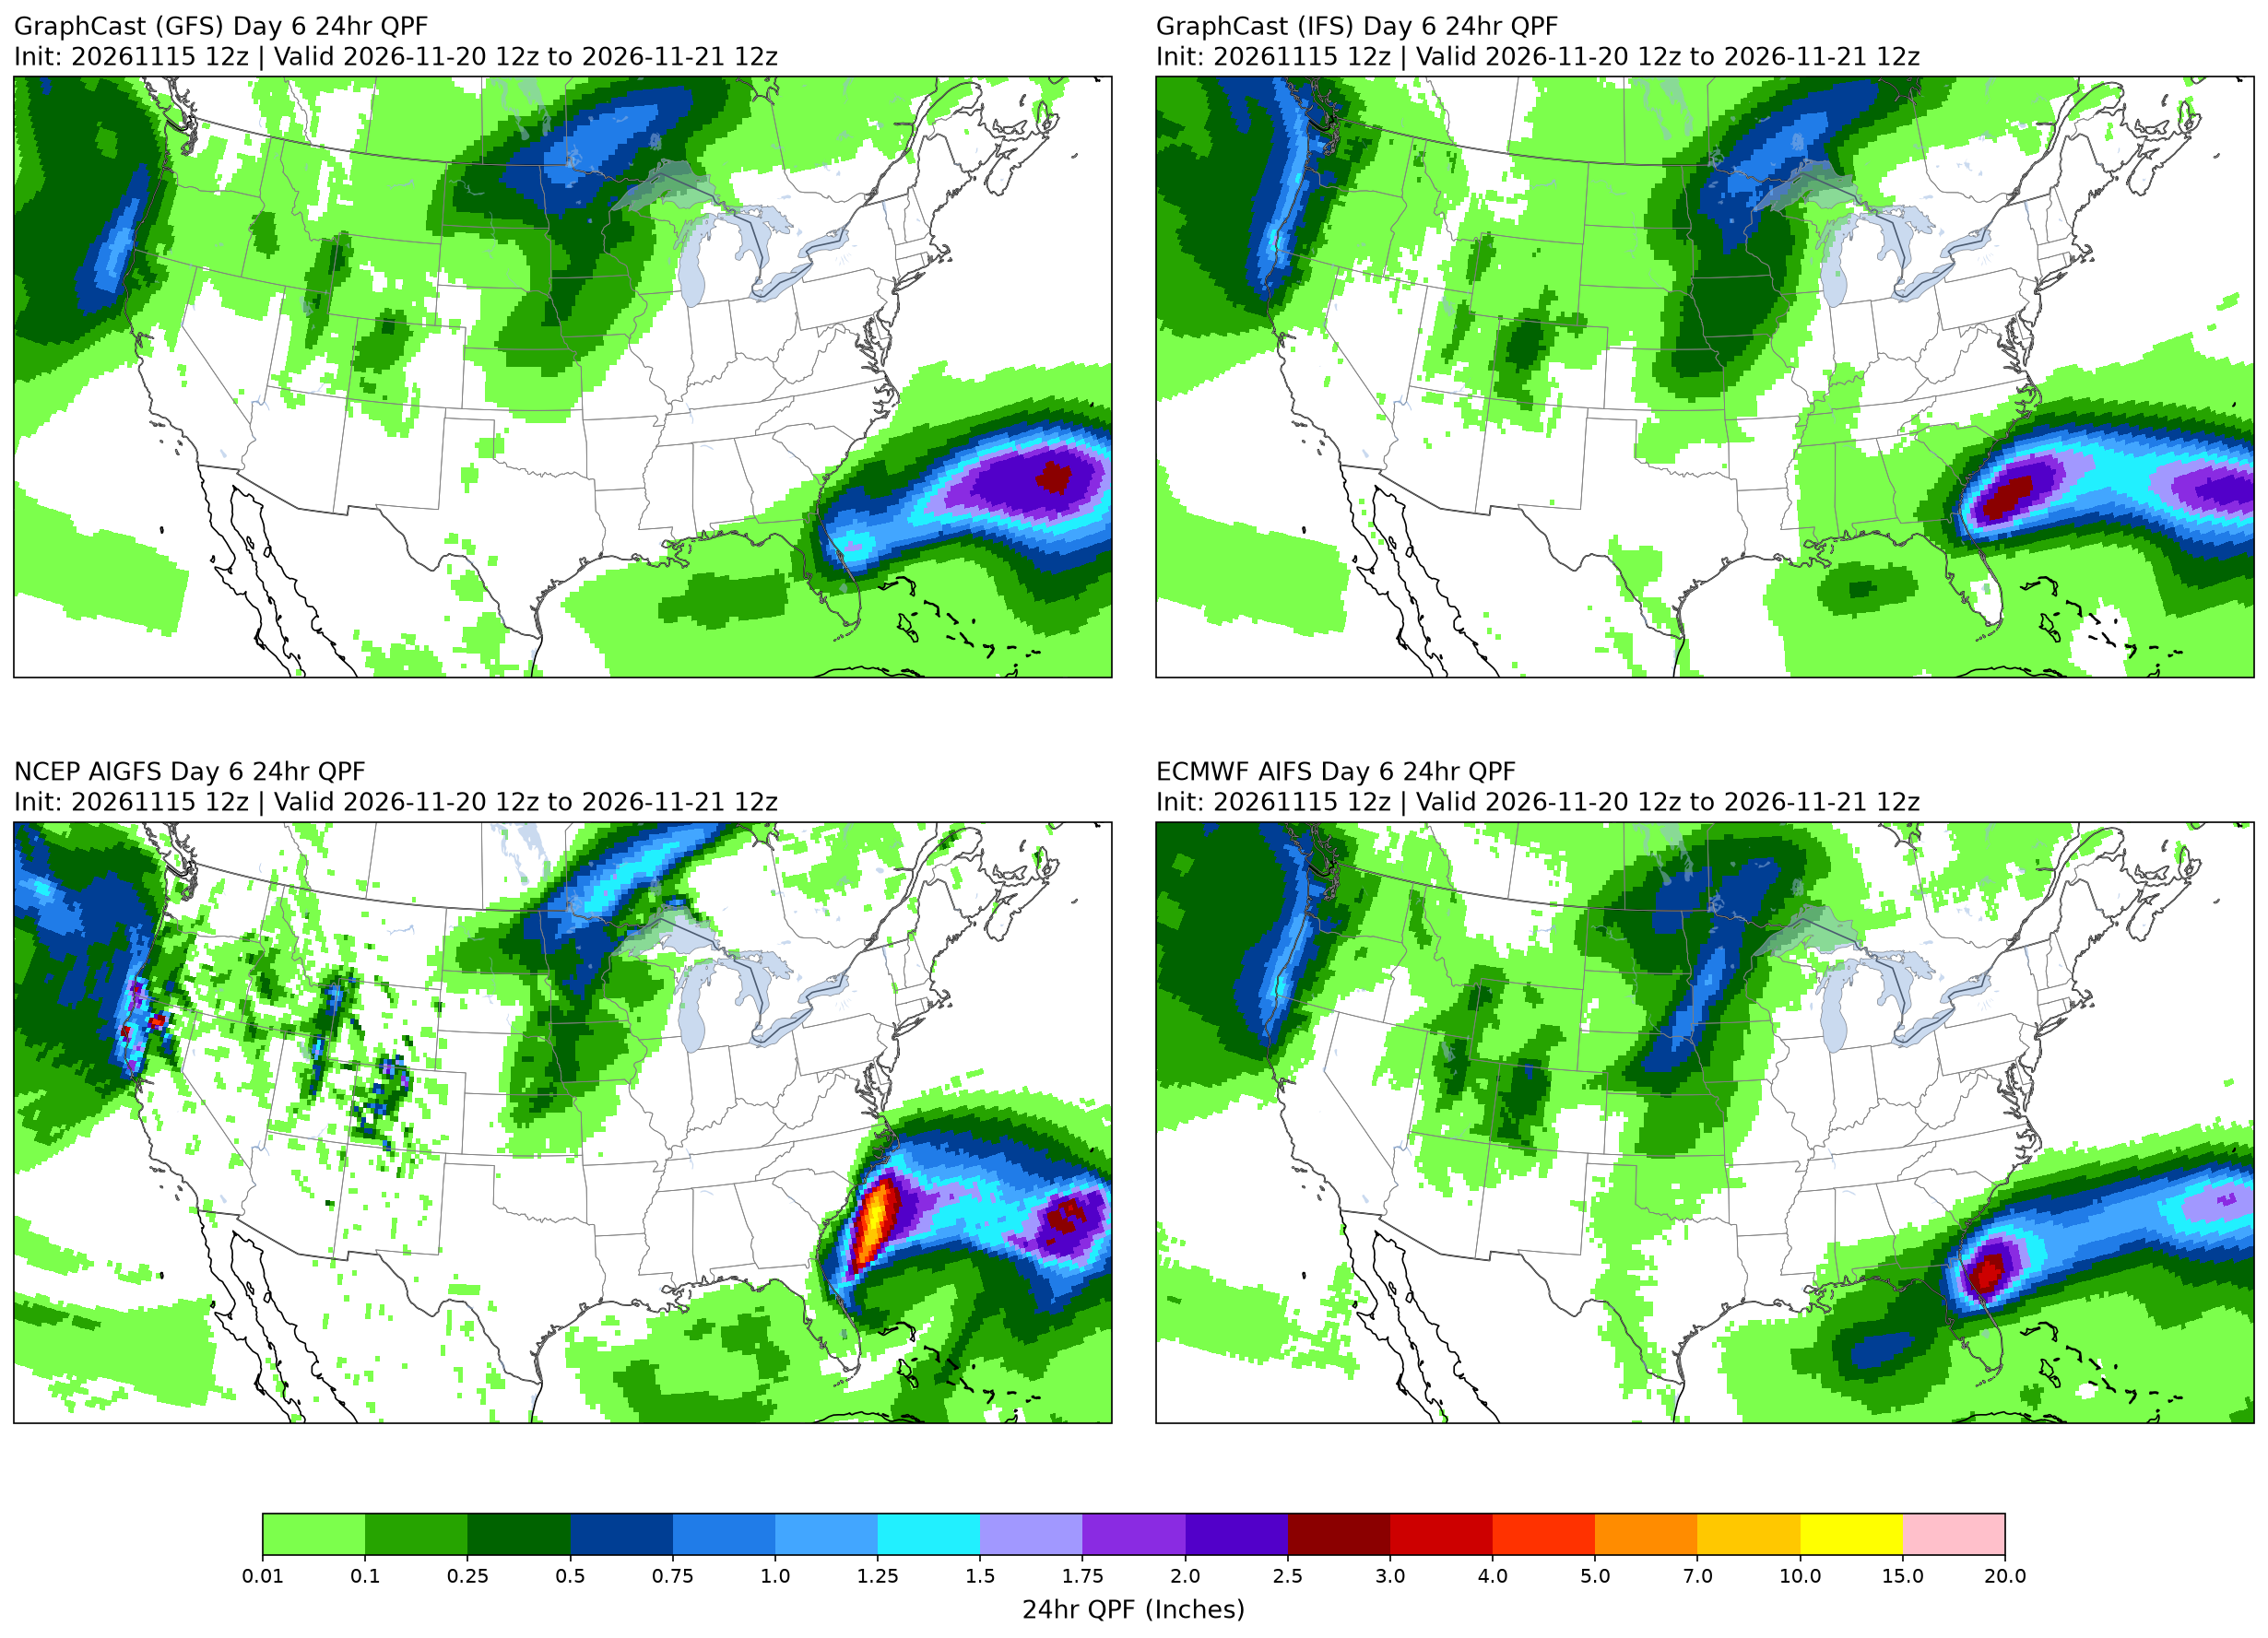 GraphCast (GFS) Day 6 24hr QPF
Init: 20261115 12z | Valid 2026-11-20 12z to 2026-11-21 12z
GraphCast (IFS) Day 6 24hr QPF
Init: 20261115 12z | Valid 2026-11-20 12z to 2026-11-21 12z
NCEP AIGFS Day 6 24hr QPF
Init: 20261115 12z | Valid 2026-11-20 12z to 2026-11-21 12z
ECMWF AIFS Day 6 24hr QPF
Init: 20261115 12z | Valid 2026-11-20 12z to 2026-11-21 12z
0.01 0.1 0.25 0.5 0.75 1.0 1.25 1.5 1.75 2.0 2.5 3.0 4.0 5.0 7.0 10.0 15.0 20.0
24hr QPF (Inches)